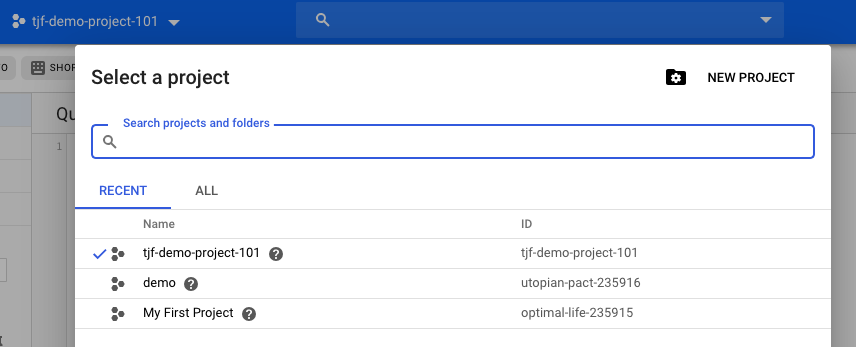 tjf-demo-project-101
O
SHOR
Select a project
NEW PROJECT
Qu
Search projects and folders
1
RECENT ALL
Name ID
tjf-demo-project-101 tjf-demo-project-101
demo utopian-pact-235916
My First Project optimal-life-235915